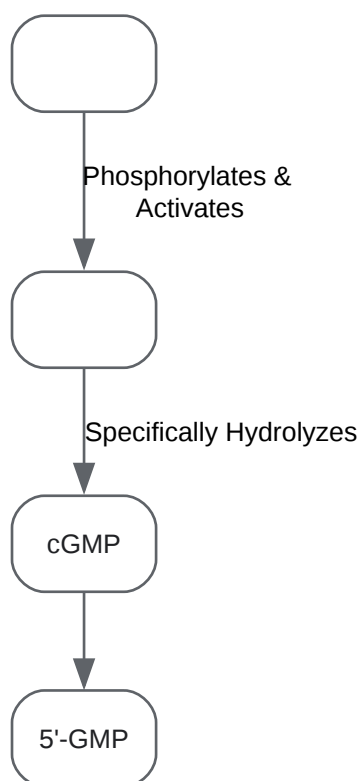 Phosphorylates &
Activates
Specifically Hydrolyzes
cGMP
5'-GMP